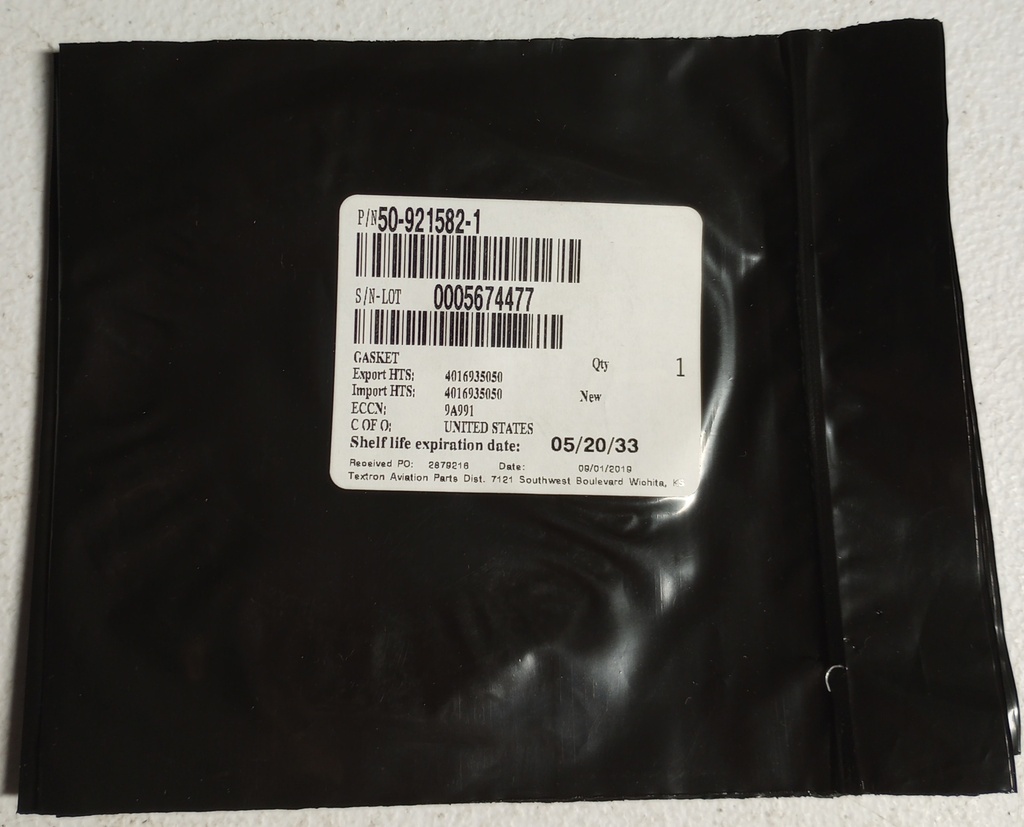 P/N 50-921582-1
S/N-LOT 0005674477
GASKET
Qty 1
Export HTS: 4016935050
Import HTS: 4016935050 New
ECCN: 9A991
C OF O: UNITED STATES
Shelf life expiration date: 05/20/33
Received PO: 2879216 Date: 09/01/2019
Textron Aviation Parts Dist. 7121 Southwest Boulevard Wichita, KS